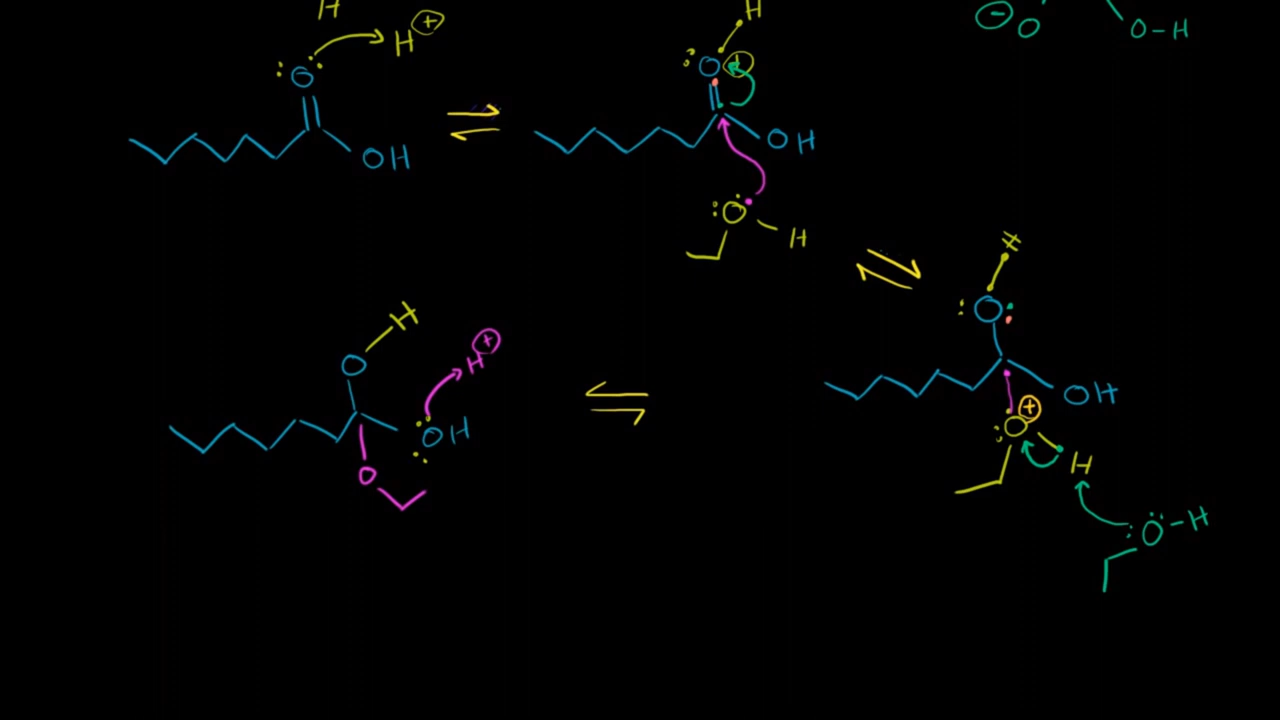 H
H +
:O:
OH
H
:O +
OH
:O
H
- O
O-H
H
:O:
OH
+
:O
H
:O-H
H
O
H +
OH
O